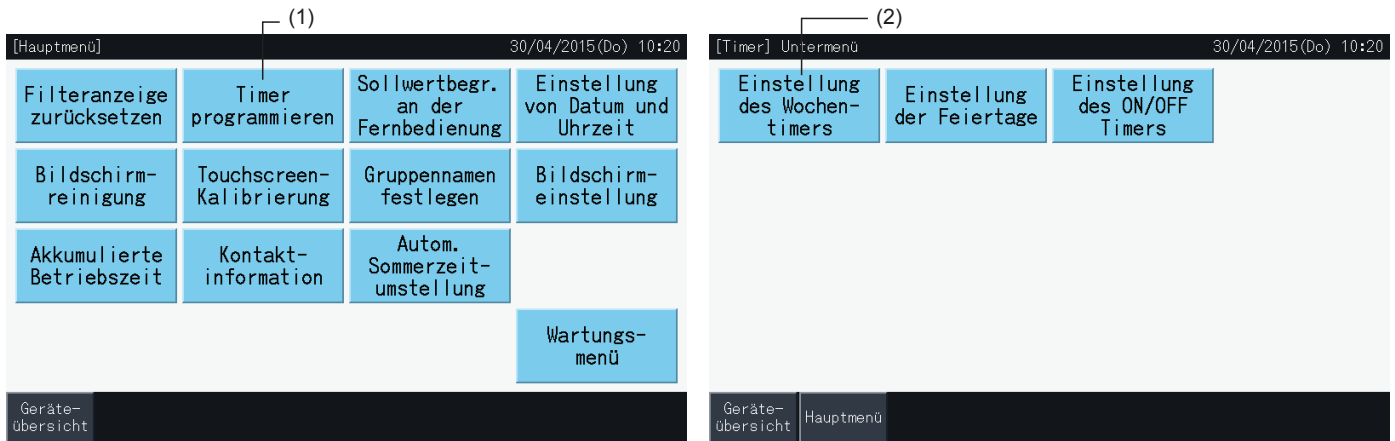 (1)
[Hauptmenü] 30/04/2015(Do) 10:20
Filteranzeige
zurücksetzen
Timer
programmieren
Sollwertbegr.
an der
Fernbedienung
Einstellung
von Datum und
Uhrzeit
Bildschirm-
reinigung
Touchscreen-
Kalibrierung
Gruppennamen
festlegen
Bildschirm-
einstellung
Akkumulierte
Betriebszeit
Kontakt-
information
Autom.
Sommerzeit-
umstellung
Wartungs-
menü
Geräte-
übersicht
(2)
[Timer] Untermenü 30/04/2015(Do) 10:20
Einstellung
des Wochen-
timers
Einstellung
der Feiertage
Einstellung
des ON/OFF
Timers
Geräte-
übersicht
Hauptmenü